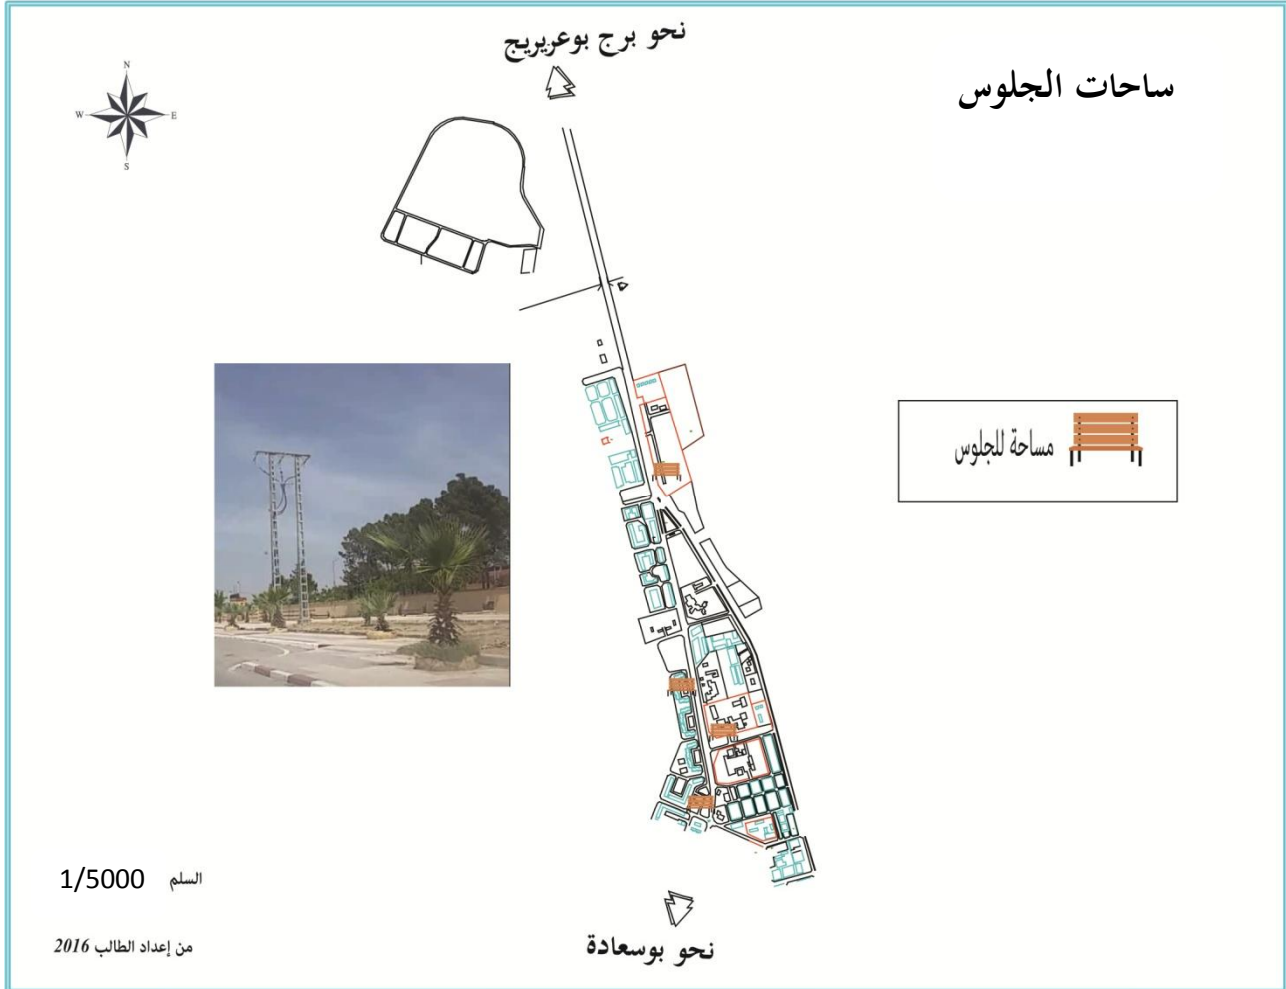 نحو برج بوعريريج
ساحات الجلوس
N
W
E
S
مساحة للجلوس
السلم 1/5000
نحو بوسعادة
من إعداد الطالب 2016